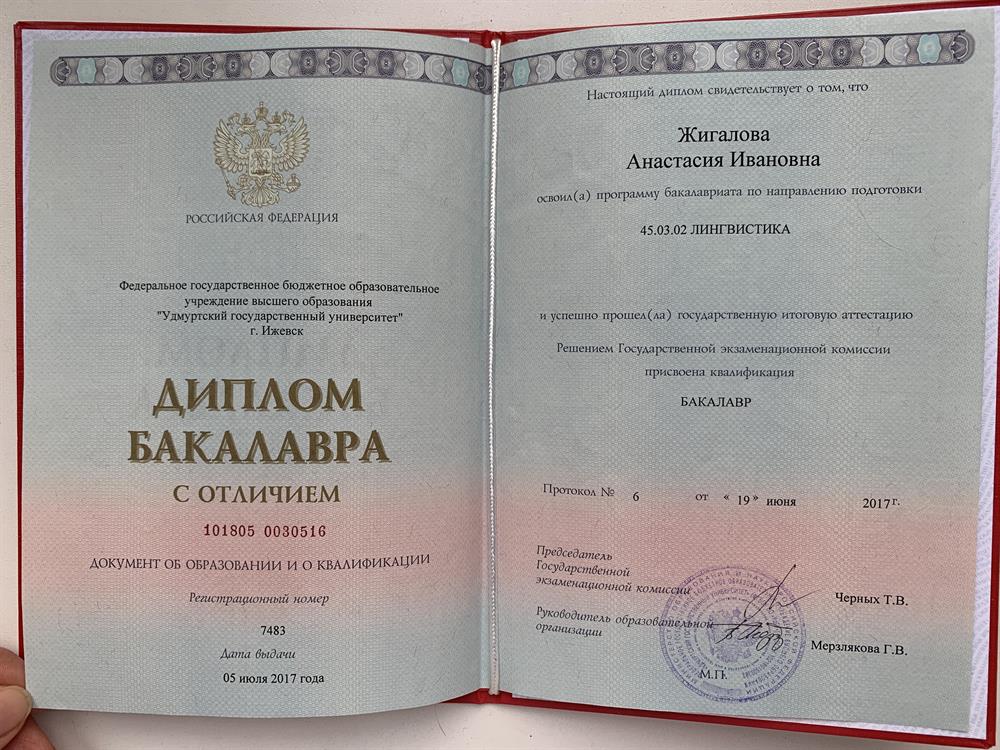 РОССИЙСКАЯ ФЕДЕРАЦИЯ
Федеральное государственное бюджетное образовательное
учреждение высшего образования
"Удмуртский государственный университет"
г. Ижевск
ДИПЛОМ
БАКАЛАВРА
С ОТЛИЧИЕМ
101805 0030516
ДОКУМЕНТ ОБ ОБРАЗОВАНИИ И О КВАЛИФИКАЦИИ
Регистрационный номер
7483
Дата выдачи
05 июля 2017 года
Настоящий диплом свидетельствует о том, что
Жигалова
Анастасия Ивановна
освоил(а) программу бакалавриата по направлению подготовки
45.03.02 ЛИНГВИСТИКА
и успешно прошел(ла) государственную итоговую аттестацию
Решением Государственной экзаменационной комиссии
присвоена квалификация
БАКАЛАВР
Протокол № 6 от « 19 » июня 2017 г.
Председатель
Государственной
экзаменационной комиссии
Черных Т.В.
Руководитель образовательной
организации
Мерзлякова Г.В.
М.П.